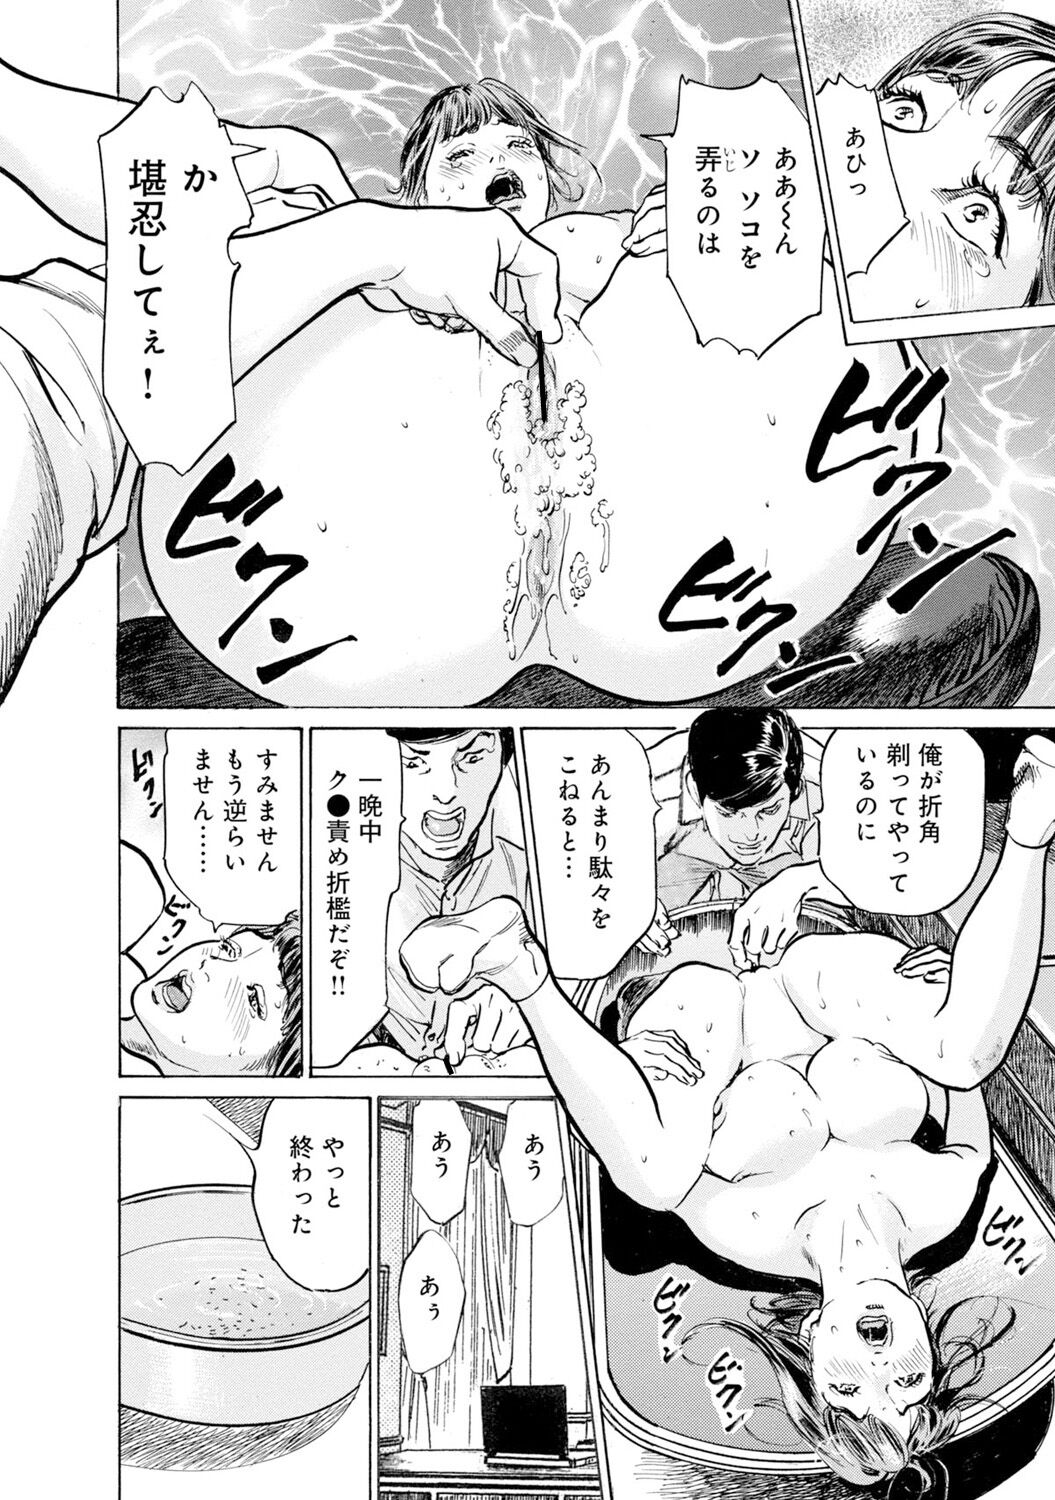 あひっ
ああ〜ん
ソ ソコを
弄るのは
いじ
か
堪忍してぇ！
ビクン
ビクン
ビクン
俺が折角
剃ってやって
いるのに
あんまり駄々を
こねると…
ビクン
ビクン
ビクン
一晩中
ク●責め折檻だぞ!!
すみません
もう逆らい
ません……
ビクン
ビクン
あう
あう
あう
やっと
終わった